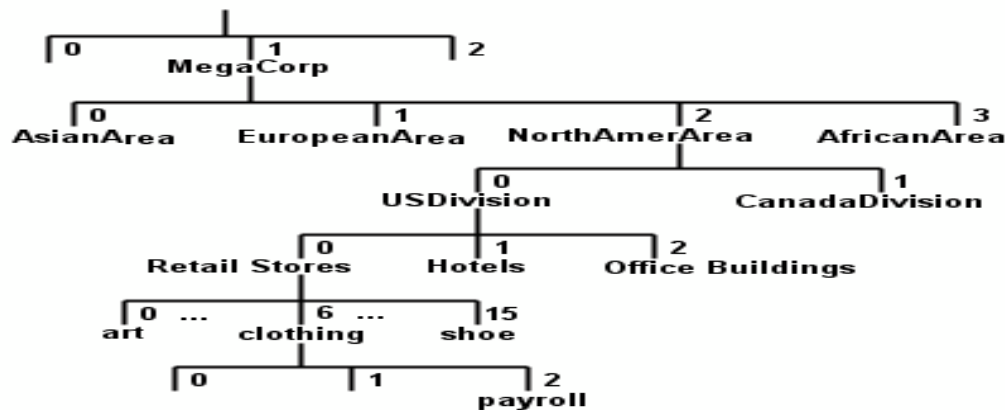 0 1 2
MegaCorp
0 1 2 3
AsianArea EuropeanArea NorthAmerArea AfricanArea
0 1
USDivision CanadaDivision
0 1 2
Retail Stores Hotels Office Buildings
0 ... 6 ... 15
art clothing shoe
0 1 2
payroll